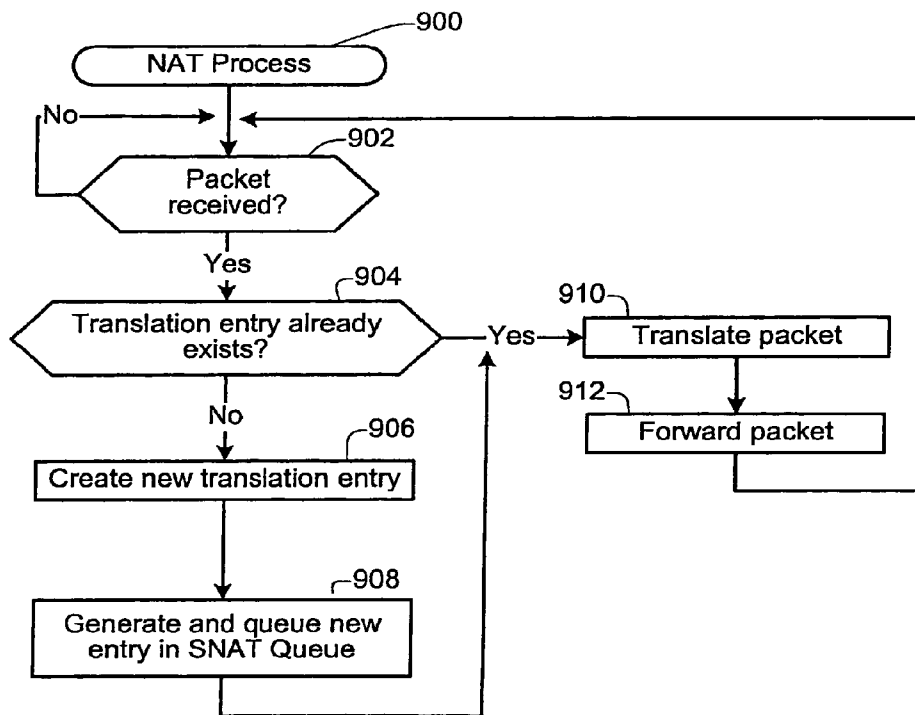 900
NAT Process
No
902
Packet
received?
Yes
904
Translation entry already
exists?
Yes
910
Translate packet
912
Forward packet
No
906
Create new translation entry
908
Generate and queue new
entry in SNAT Queue